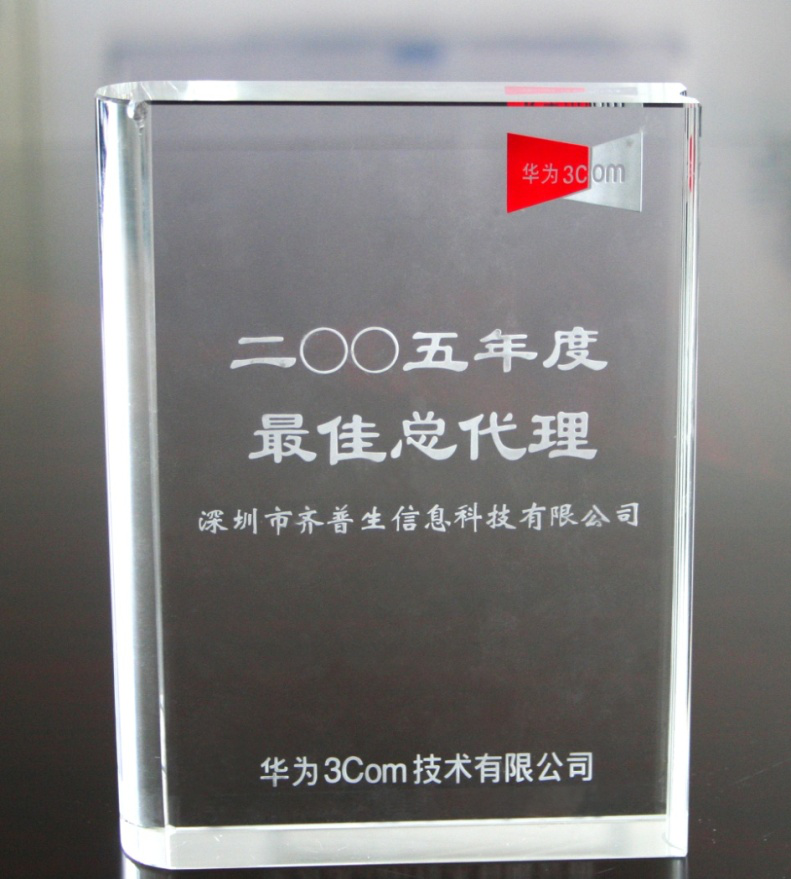 华为3Com
二〇〇五年度
最佳总代理
深圳市齐普生信息科技有限公司
华为3Com技术有限公司